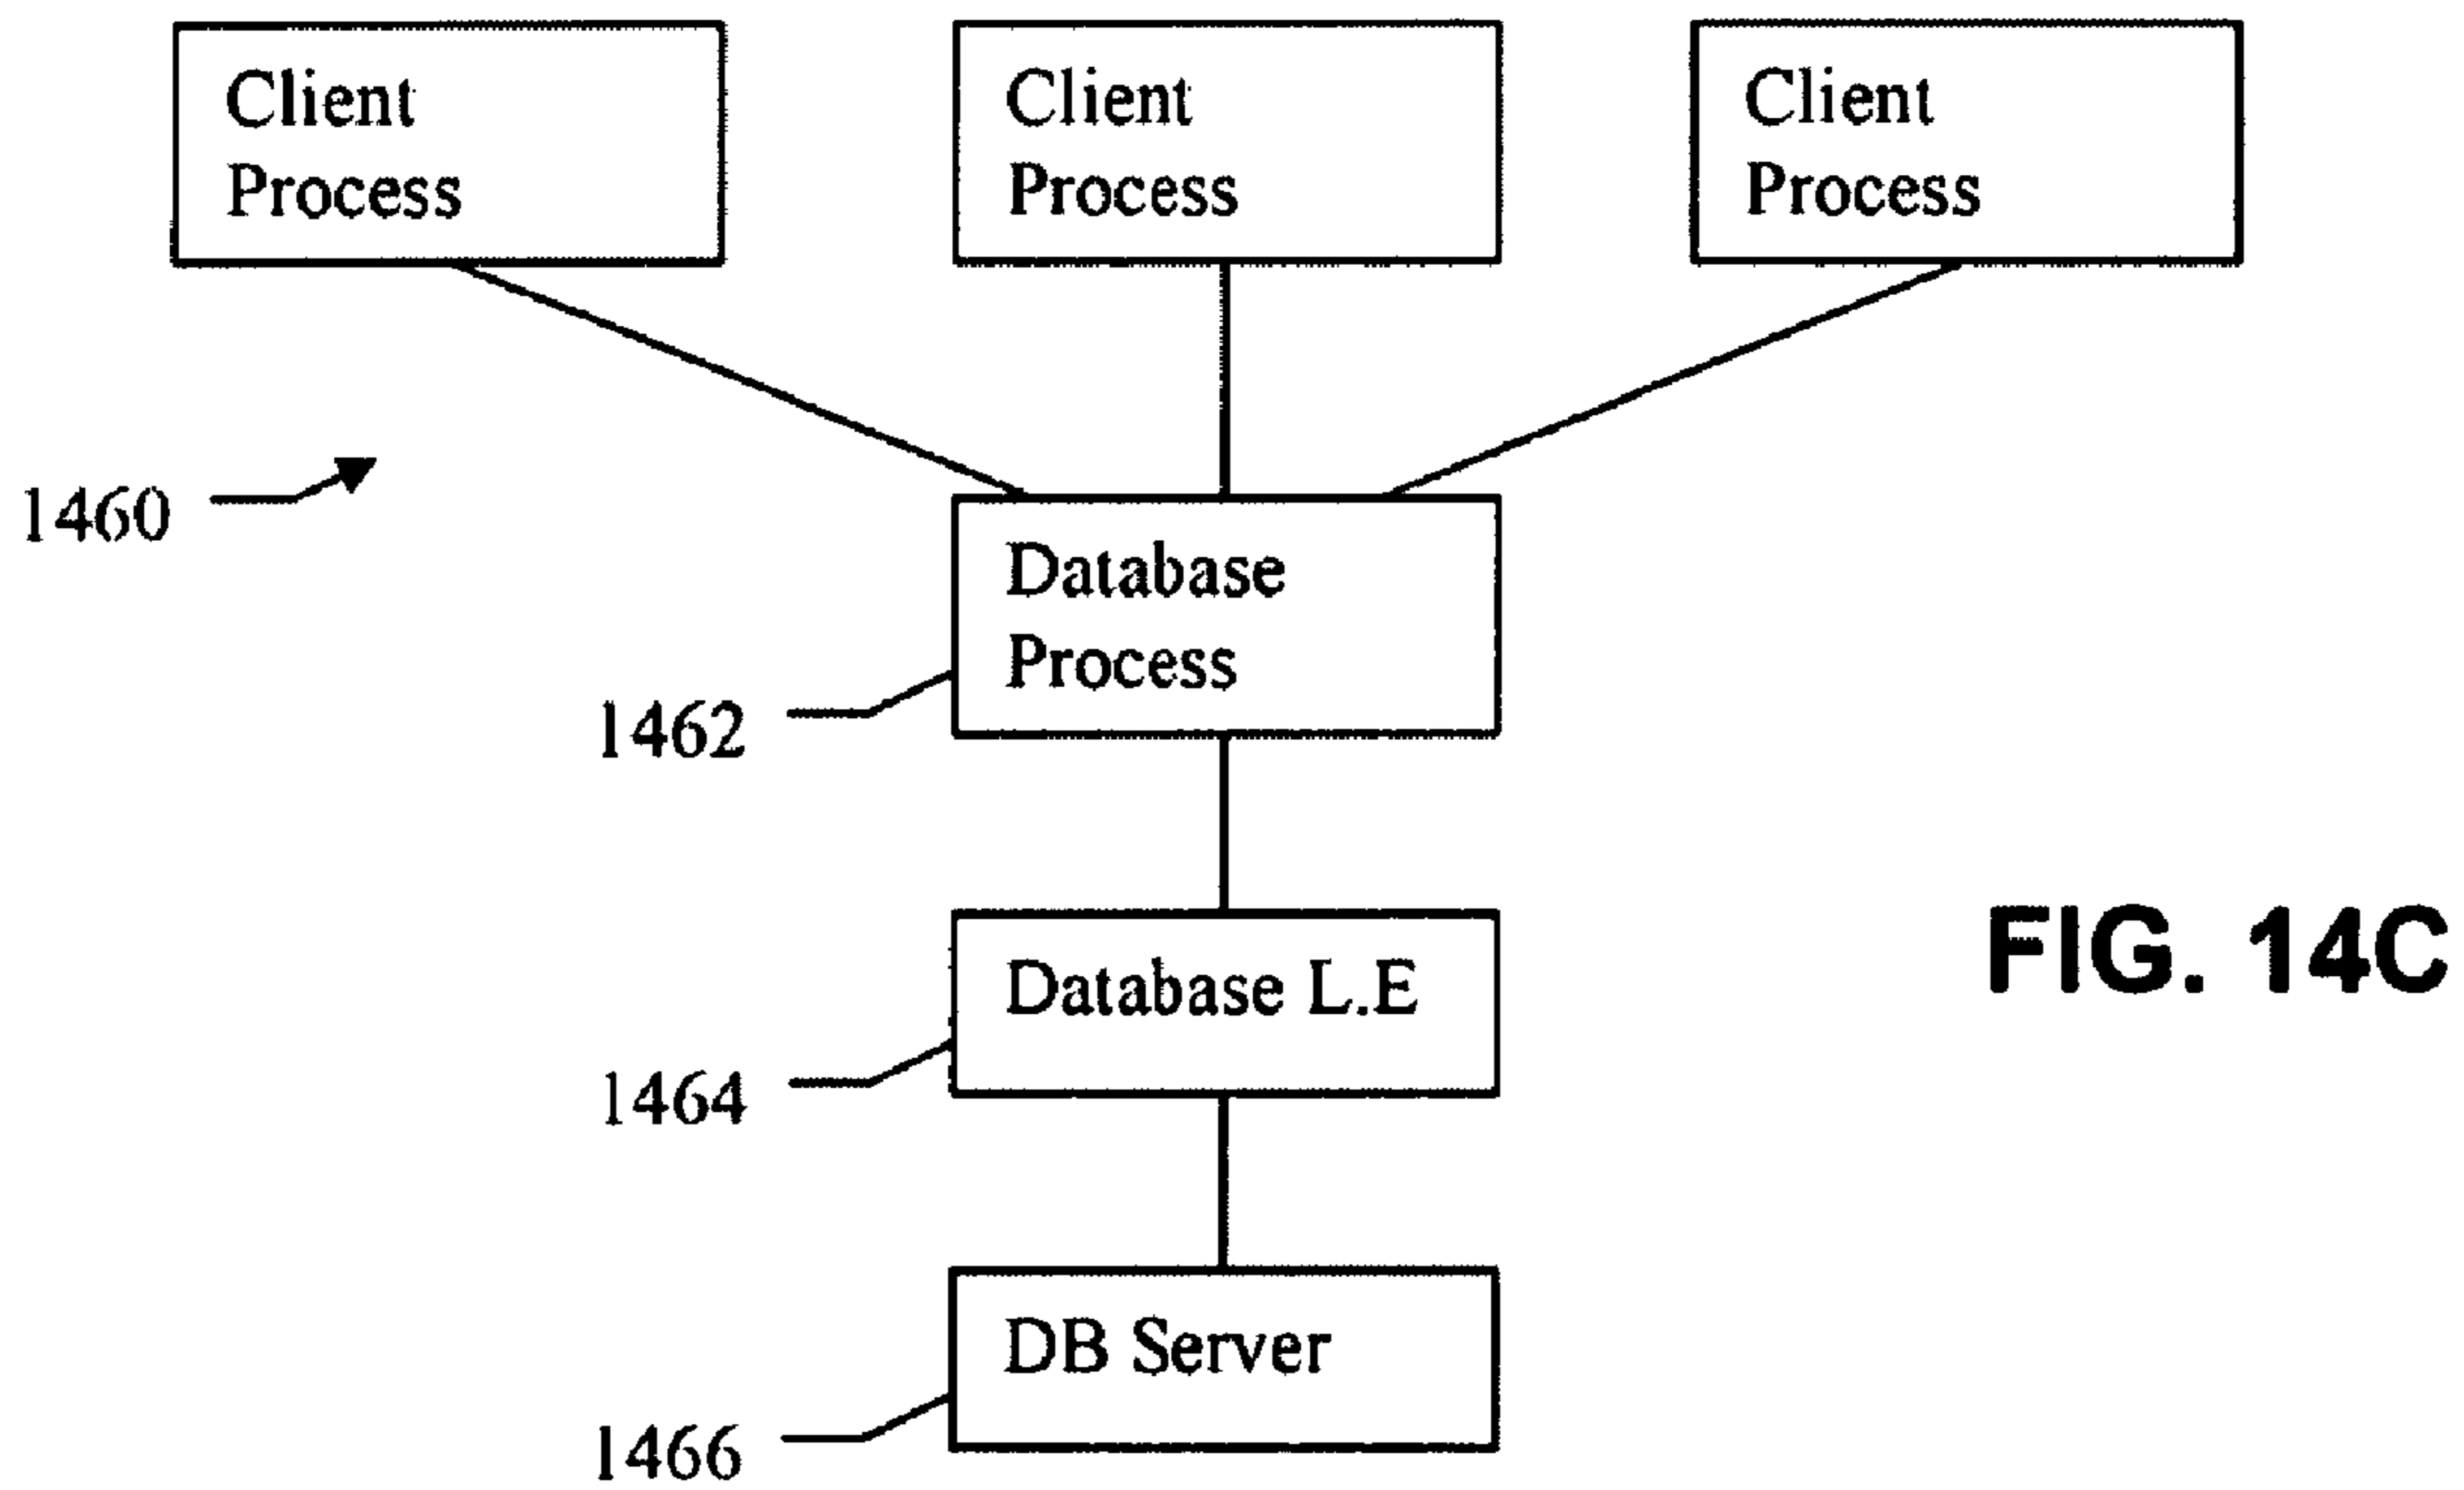 Client
Process
Client
Process
Client
Process
1460
Database
Process
1462
Database L.E
1464
FIG. 14C
DB Server
1466